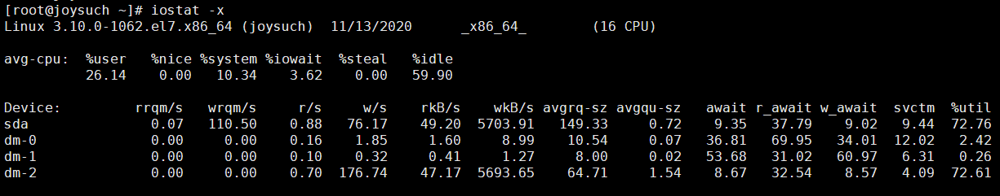 [root@joysuch ~]# iostat -x
Linux 3.10.0-1062.el7.x86_64 (joysuch)  11/13/2020      _x86_64_        (16 CPU)
avg-cpu:  %user   %nice %system %iowait  %steal   %idle
          26.14    0.00   10.34    3.62    0.00   59.90
Device:         rrqm/s   wrqm/s     r/s     w/s    rkB/s    wkB/s avgrq-sz avgqu-sz   await r_await w_await  svctm  %util
sda               0.07   110.50    0.88   76.17    49.20  5703.91   149.33     0.72    9.35   37.79    9.02   9.44  72.76
dm-0              0.00     0.00    0.16    1.85     1.60     8.99    10.54     0.07   36.81   69.95   34.01  12.02   2.42
dm-1              0.00     0.00    0.10    0.32     0.41     1.27     8.00     0.02   53.68   31.02   60.97   6.31   0.26
dm-2              0.00     0.00    0.70  176.74    47.17  5693.65    64.71     1.54    8.67   32.54    8.57   4.09  72.61